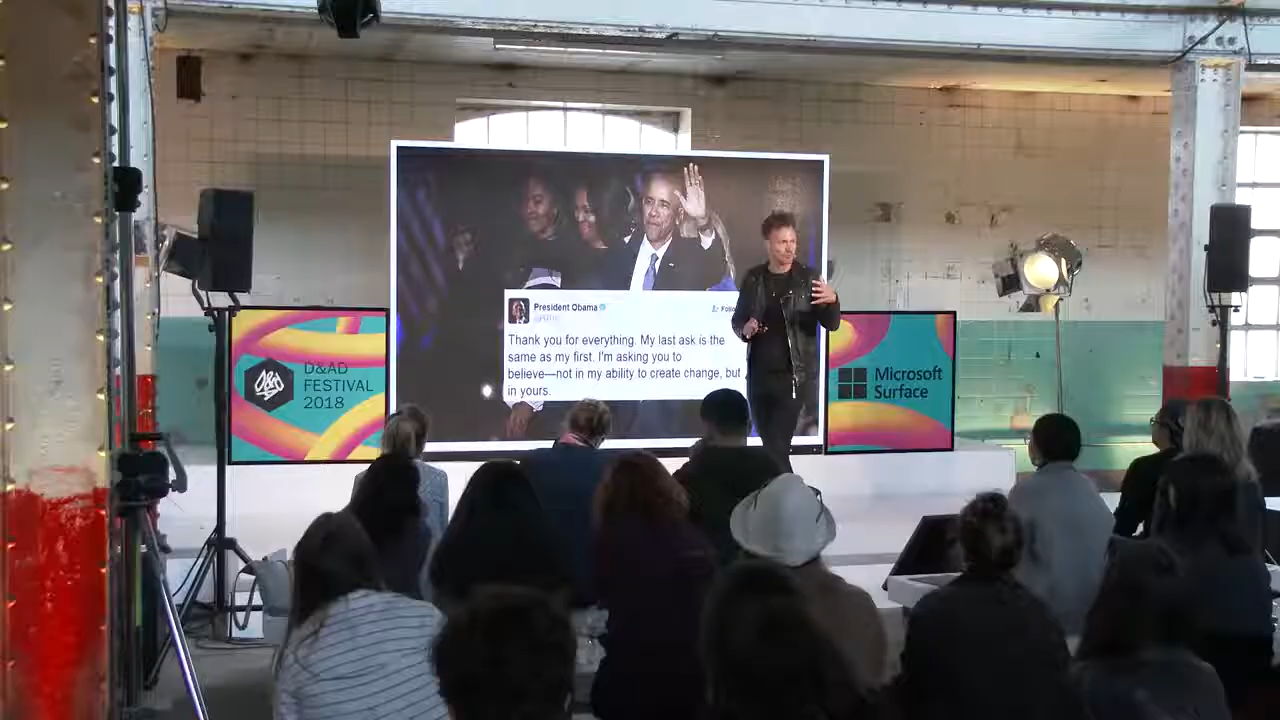 President Obama
@POTUS
Thank you for everything. My last ask is the
same as my first. I'm asking you to
believe—not in my ability to create change, but
in yours.
D&AD
FESTIVAL
2018
Microsoft
Surface